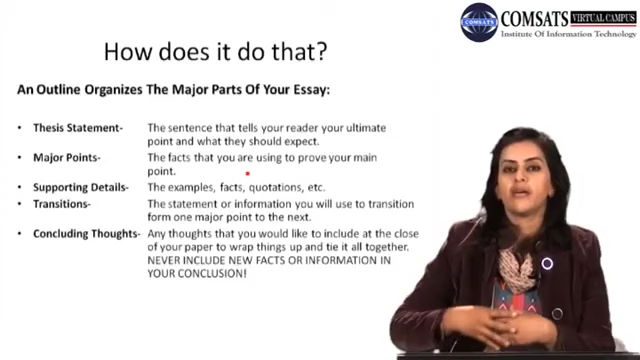 COMSATS VIRTUAL CAMPUS
COMSATS
Institute Of Information Technology
How does it do that?
An Outline Organizes The Major Parts Of Your Essay:
• Thesis Statement- The sentence that tells your reader your ultimate
point and what they should expect.
• Major Points- The facts that you are using to prove your main
point.
• Supporting Details- The examples, facts, quotations, etc.
• Transitions- The statement or information you will use to transition
form one major point to the next.
• Concluding Thoughts- Any thoughts that you would like to include at the close
of your paper to wrap things up and tie it all together.
NEVER INCLUDE NEW FACTS OR INFORMATION IN
YOUR CONCLUSION!